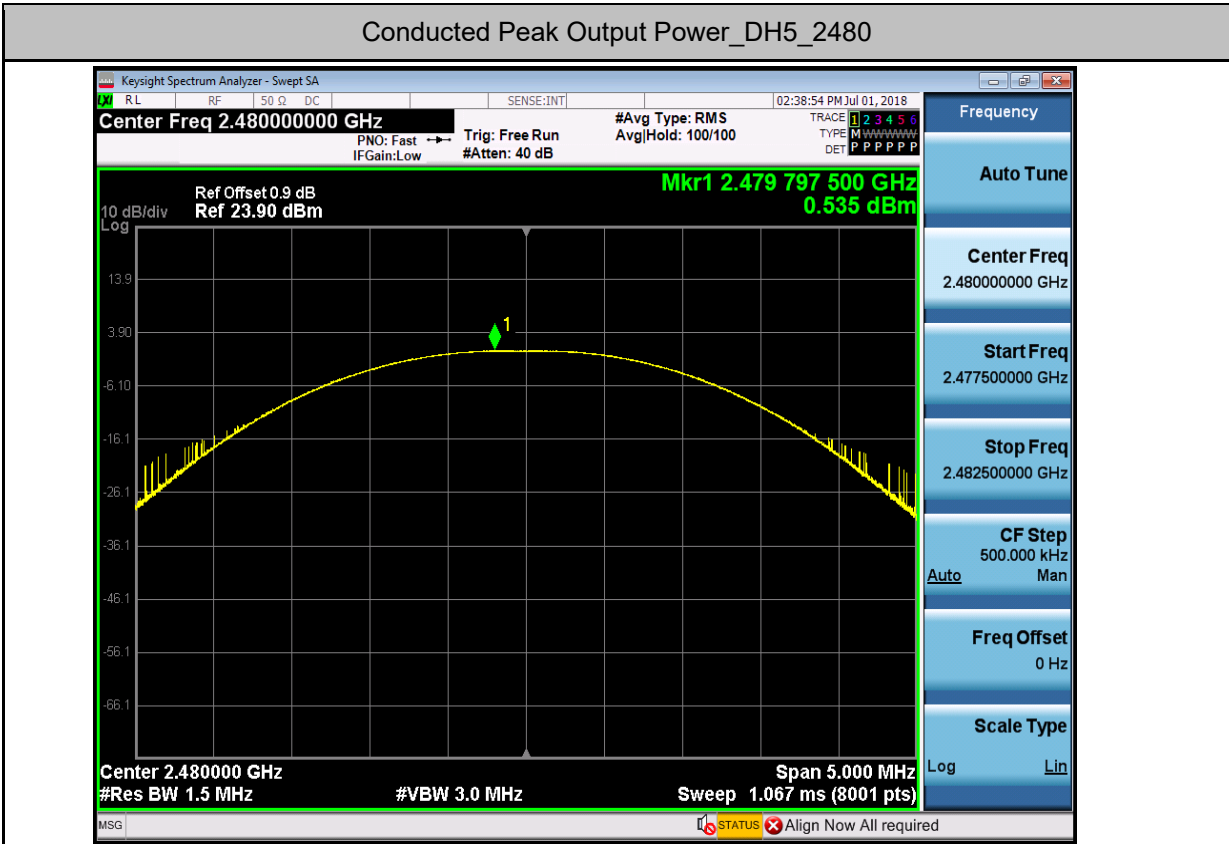 Conducted Peak Output Power_DH5_2480
Keysight Spectrum Analyzer - Swept SA
LXI RL RF 50 Ω DC SENSE:INT 02:38:54 PM Jul 01, 2018
Center Freq 2.480000000 GHz
PNO: Fast
IFGain:Low
Trig: Free Run
#Atten: 40 dB
#Avg Type: RMS
Avg|Hold: 100/100
TRACE 1 2 3 4 5 6
TYPE M WWWWW
DET P P P P P P
Mkr1 2.479 797 500 GHz
0.535 dBm
Ref Offset 0.9 dB
10 dB/div Ref 23.90 dBm
Log
13.9
3.90
-6.10
-16.1
-26.1
-36.1
-46.1
-56.1
-66.1
1
Center 2.480000 GHz Span 5.000 MHz
#Res BW 1.5 MHz #VBW 3.0 MHz Sweep 1.067 ms (8001 pts)
MSG STATUS Align Now All required
Frequency
Auto Tune
Center Freq
2.480000000 GHz
Start Freq
2.477500000 GHz
Stop Freq
2.482500000 GHz
CF Step
500.000 kHz
Auto Man
Freq Offset
0 Hz
Scale Type
Log Lin